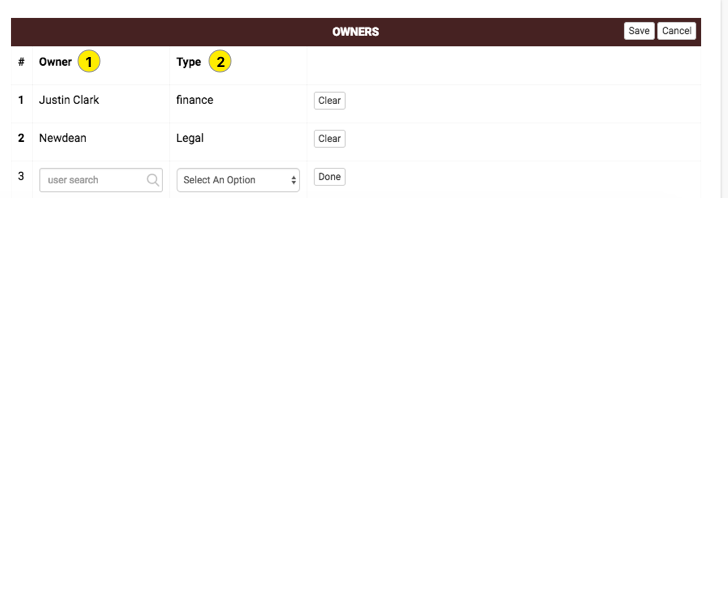 OWNERS Save Cancel
# Owner 1 Type 2
1 Justin Clark finance Clear
2 Newdean Legal Clear
3 user search Select An Option Done